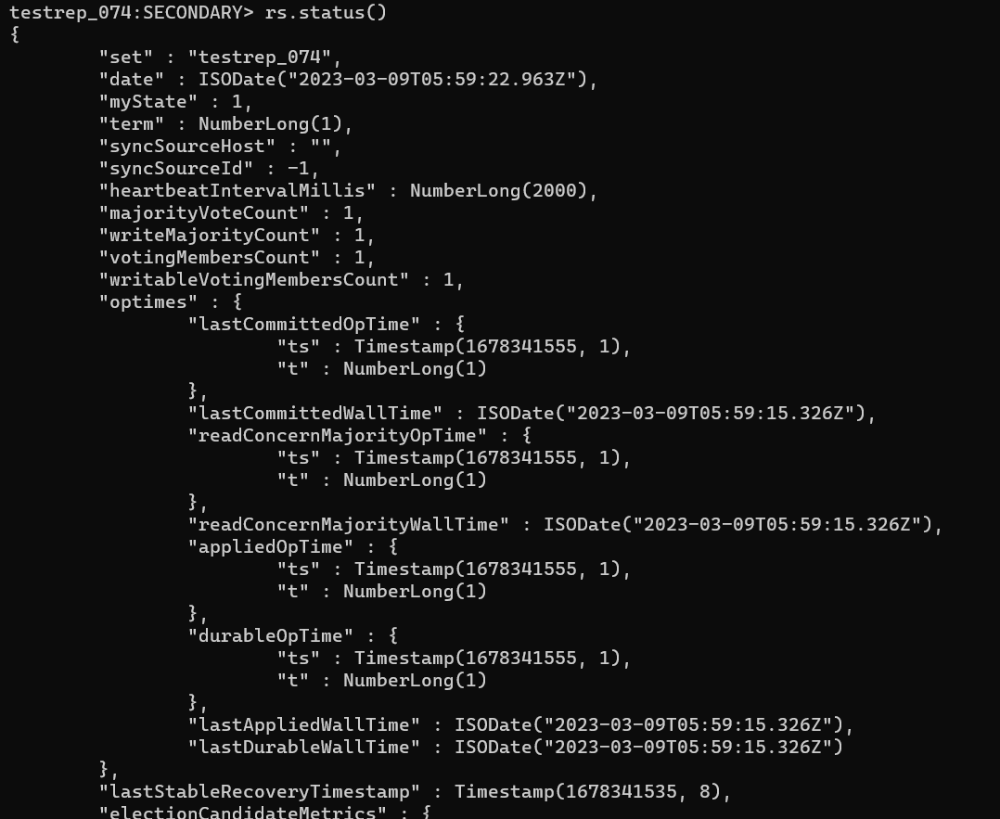 testrep_074:SECONDARY> rs.status()
{
        "set" : "testrep_074",
        "date" : ISODate("2023-03-09T05:59:22.963Z"),
        "myState" : 1,
        "term" : NumberLong(1),
        "syncSourceHost" : "",
        "syncSourceId" : -1,
        "heartbeatIntervalMillis" : NumberLong(2000),
        "majorityVoteCount" : 1,
        "writeMajorityCount" : 1,
        "votingMembersCount" : 1,
        "writableVotingMembersCount" : 1,
        "optimes" : {
                "lastCommittedOpTime" : {
                        "ts" : Timestamp(1678341555, 1),
                        "t" : NumberLong(1)
                },
                "lastCommittedWallTime" : ISODate("2023-03-09T05:59:15.326Z"),
                "readConcernMajorityOpTime" : {
                        "ts" : Timestamp(1678341555, 1),
                        "t" : NumberLong(1)
                },
                "readConcernMajorityWallTime" : ISODate("2023-03-09T05:59:15.326Z"),
                "appliedOpTime" : {
                        "ts" : Timestamp(1678341555, 1),
                        "t" : NumberLong(1)
                },
                "durableOpTime" : {
                        "ts" : Timestamp(1678341555, 1),
                        "t" : NumberLong(1)
                },
                "lastAppliedWallTime" : ISODate("2023-03-09T05:59:15.326Z"),
                "lastDurableWallTime" : ISODate("2023-03-09T05:59:15.326Z")
        },
        "lastStableRecoveryTimestamp" : Timestamp(1678341535, 8),
        "electionCandidateMetrics" : {